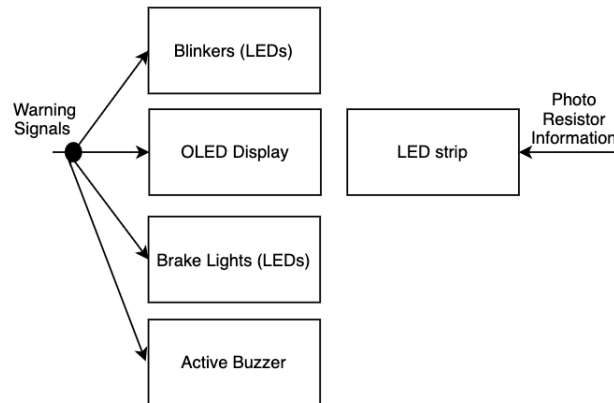 Blinkers (LEDs)
Warning
Signals
OLED Display
LED strip
Photo
Resistor
Information
Brake Lights (LEDs)
Active Buzzer